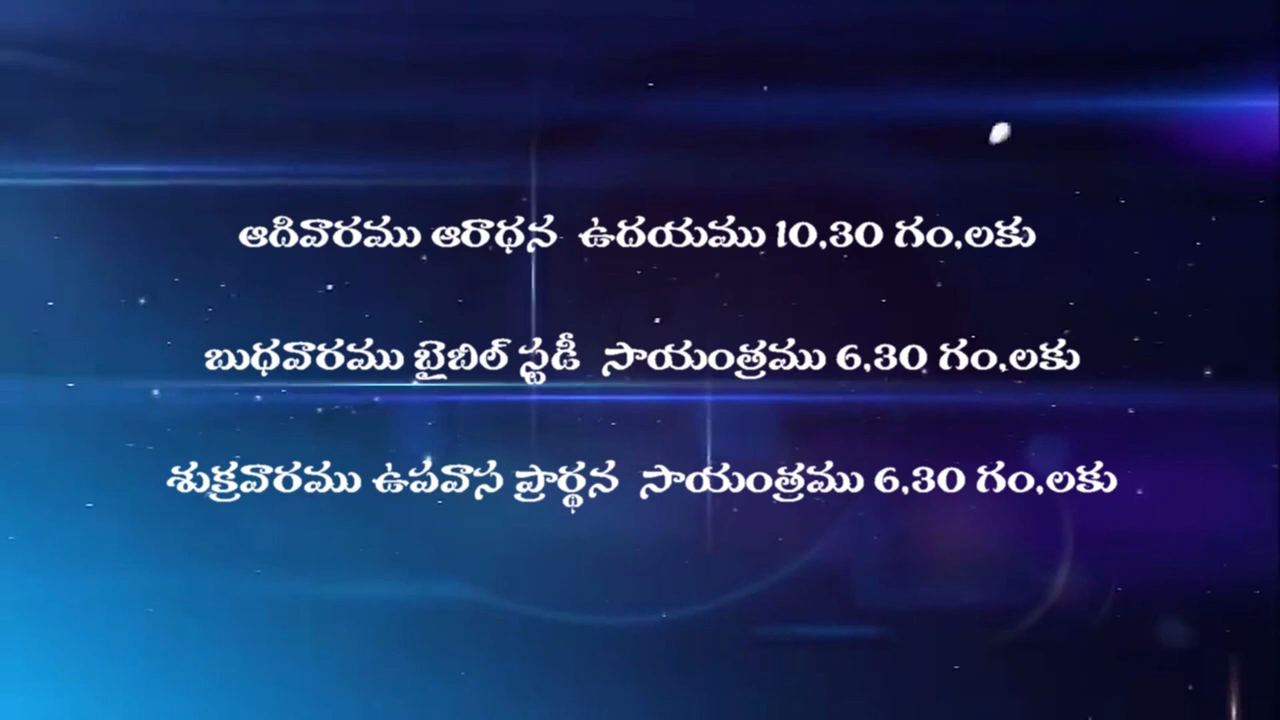 ఆదివారము ఆరాధన ఉదయము 10.30 గం.లకు
బుధవారము బైబిల్ స్టడీ సాయంత్రము 6.30 గం.లకు
శుక్రవారము ఉపవాస ప్రార్థన సాయంత్రము 6.30 గం.లకు